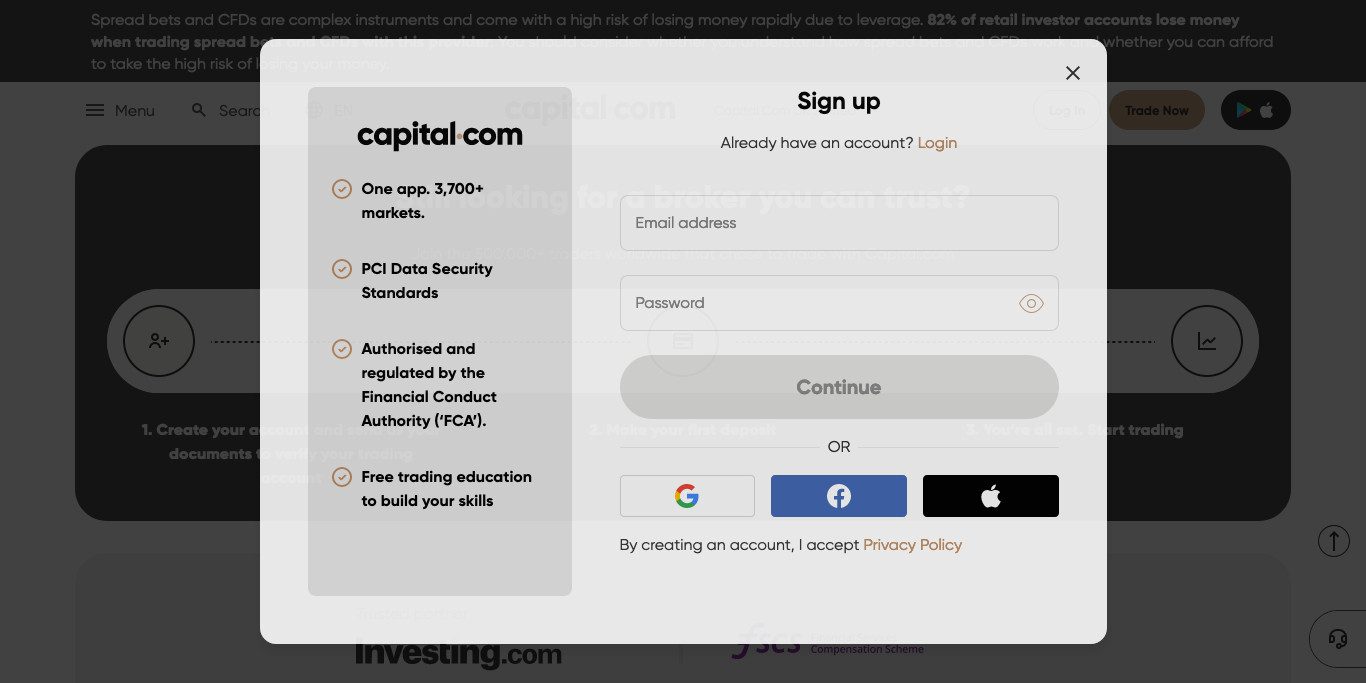 Spread bets and CFDs are complex instruments and come with a high risk of losing money rapidly due to leverage. 82% of retail investor accounts lose money
when trading spread bets and CFDs with this provider. You should consider whether you understand how spread bets and CFDs work and whether you can afford
to take the high risk of losing your money.
Menu
Search
EN
capital.com
Log In
Trade Now
Still looking for a broker you can trust?
1. Create your account and send in your
documents to verify your trading
account
2. Make your first deposit
3. You're all set. Start trading
Sign up
Already have an account? Login
capital.com
One app. 3,700+
markets.
PCI Data Security
Standards
Authorised and
regulated by the
Financial Conduct
Authority (‘FCA’).
Free trading education
to build your skills
Email address
Password
Continue
OR
By creating an account, I accept Privacy Policy
Investing.com
fscs
Compensation Scheme